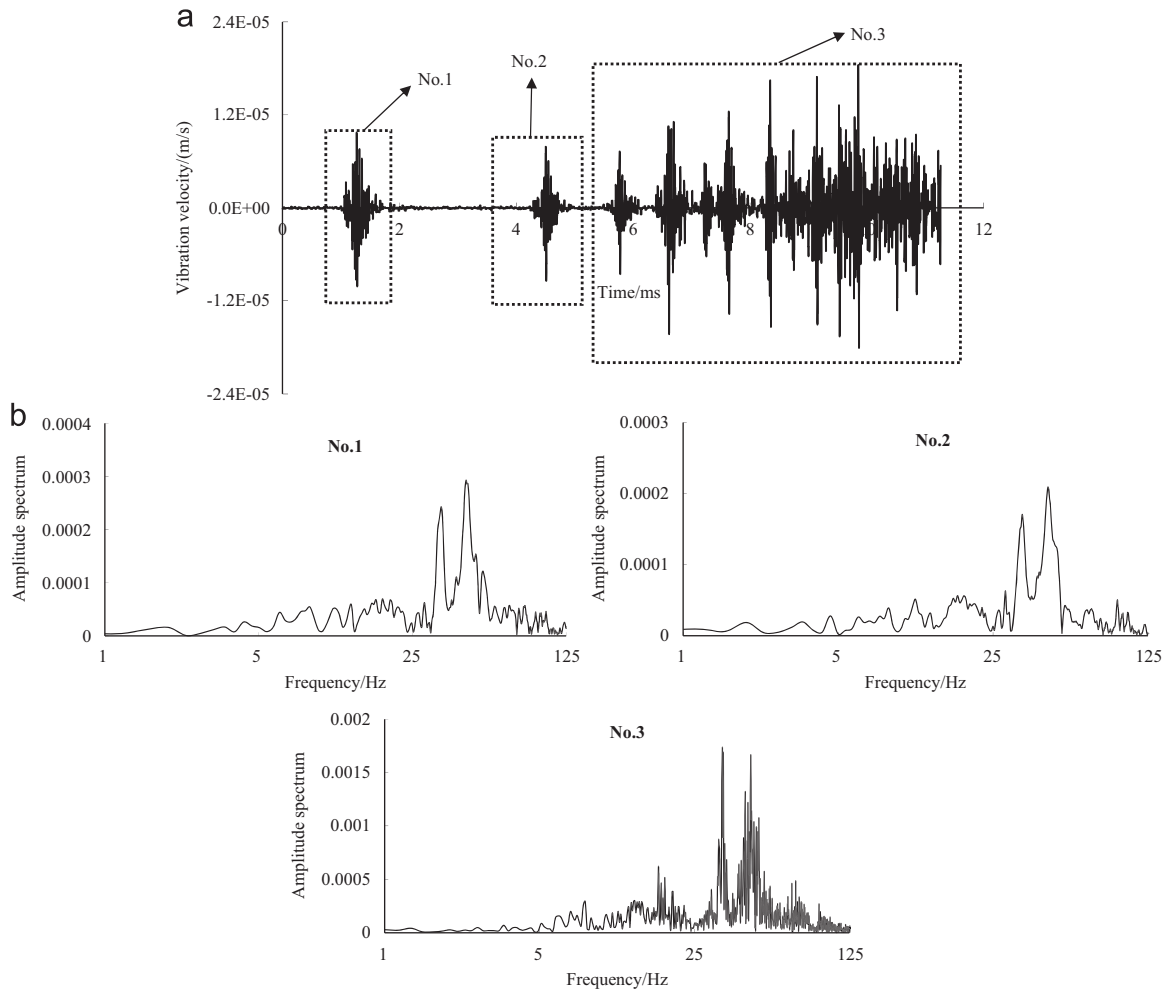 a
2.4E-05
No.3
No.2
No.1
1.2E-05
Vibration velocity/(m/s)
0.0E+00
0 2 4 6 8 10 12
Time/ms
-1.2E-05
-2.4E-05
b
0.0004
No.1
0.0003
Amplitude spectrum
0.0002
0.0001
0
1 5 25 125
Frequency/Hz
0.0003
No.2
0.0002
Amplitude spectrum
0.0001
0
1 5 25 125
Frequency/Hz
0.002
No.3
0.0015
Amplitude spectrum
0.001
0.0005
0
1 5 25 125
Frequency/Hz